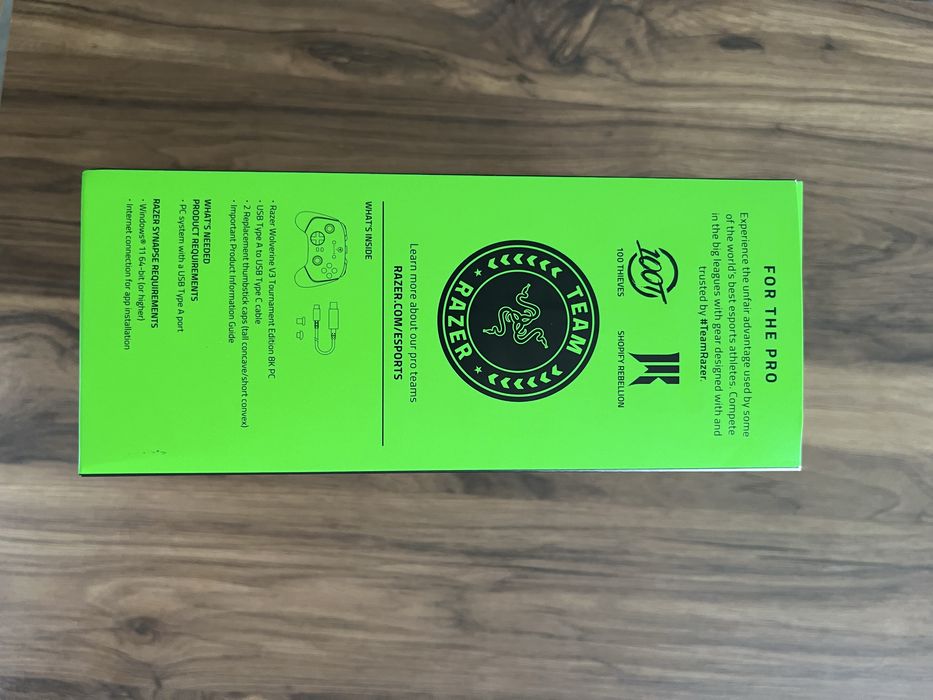 FOR THE PRO
Experience the unfair advantage used by some
of the world's best esports athletes. Compete
in the big leagues with gear designed with and
trusted by #TeamRazer.
100T
100 THIEVES
SHOPIFY REBELLION
TEAM
RAZER
Learn more about our pro teams
RAZER.COM/ESPORTS
WHAT'S INSIDE
· Razer Wolverine V3 Tournament Edition 8K PC
· USB Type A to USB Type C cable
· 2 Replacement thumbstick caps (tall concave/short convex)
· Important Product Information Guide
WHAT'S NEEDED
PRODUCT REQUIREMENTS
· PC system with a USB Type A port
RAZER SYNAPSE REQUIREMENTS
· Windows® 11 64-bit (or higher)
· Internet connection for app installation